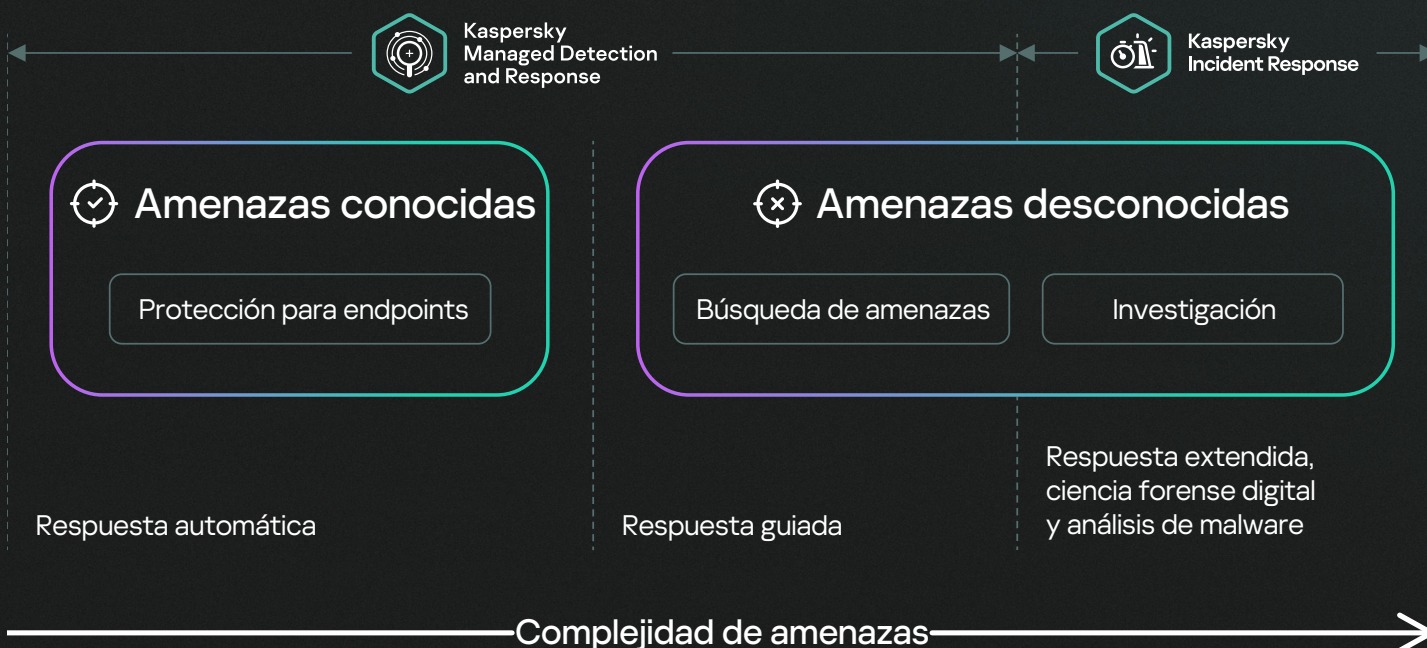 Kaspersky
Managed Detection
and Response
Kaspersky
Incident Response
Amenazas conocidas
Protección para endpoints
Amenazas desconocidas
Búsqueda de amenazas
Investigación
Respuesta automática
Respuesta guiada
Respuesta extendida,
ciencia forense digital
y análisis de malware
Complejidad de amenazas